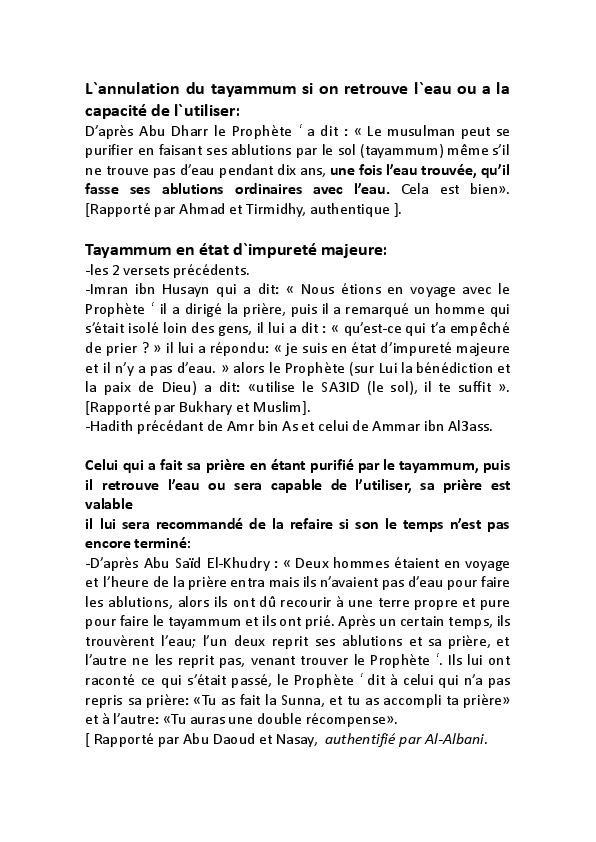 L`annulation du tayammum si on retrouve l`eau ou a la
capacité de l`utiliser:
D’après Abu Dharr le Prophète ‘ a dit : « Le musulman peut se
purifier en faisant ses ablutions par le sol (tayammum) même s’il
ne trouve pas d’eau pendant dix ans, une fois l’eau trouvée, qu’il
fasse ses ablutions ordinaires avec l’eau. Cela est bien».
[Rapporté par Ahmad et Tirmidhy, authentique ].
Tayammum en état d`impureté majeure:
-les 2 versets précédents.
-Imran ibn Husayn qui a dit: « Nous étions en voyage avec le
Prophète ‘ il a dirigé la prière, puis il a remarqué un homme qui
s’était isolé loin des gens, il lui a dit : « qu’est-ce qui t’a empêché
de prier ? » il lui a répondu: « je suis en état d’impureté majeure
et il n’y a pas d’eau. » alors le Prophète (sur Lui la bénédiction et
la paix de Dieu) a dit: «utilise le SA3ID (le sol), il te suffit ».
[Rapporté par Bukhary et Muslim].
-Hadith précédant de Amr bin As et celui de Ammar ibn Al3ass.
Celui qui a fait sa prière en étant purifié par le tayammum, puis
il retrouve l’eau ou sera capable de l’utiliser, sa prière est
valable
il lui sera recommandé de la refaire si son le temps n’est pas
encore terminé:
-D’après Abu Saïd El-Khudry : « Deux hommes étaient en voyage
et l’heure de la prière entra mais ils n’avaient pas d’eau pour faire
les ablutions, alors ils ont dû recourir à une terre propre et pure
pour faire le tayammum et ils ont prié. Après un certain temps, ils
trouvèrent l’eau; l’un deux reprit ses ablutions et sa prière, et
l’autre ne les reprit pas, venant trouver le Prophète ‘. Ils lui ont
raconté ce qui s’était passé, le Prophète ‘ dit à celui qui n’a pas
repris sa prière: «Tu as fait la Sunna, et tu as accompli ta prière»
et à l’autre: «Tu auras une double récompense».
[ Rapporté par Abu Daoud et Nasay, authentifié par Al-Albani.